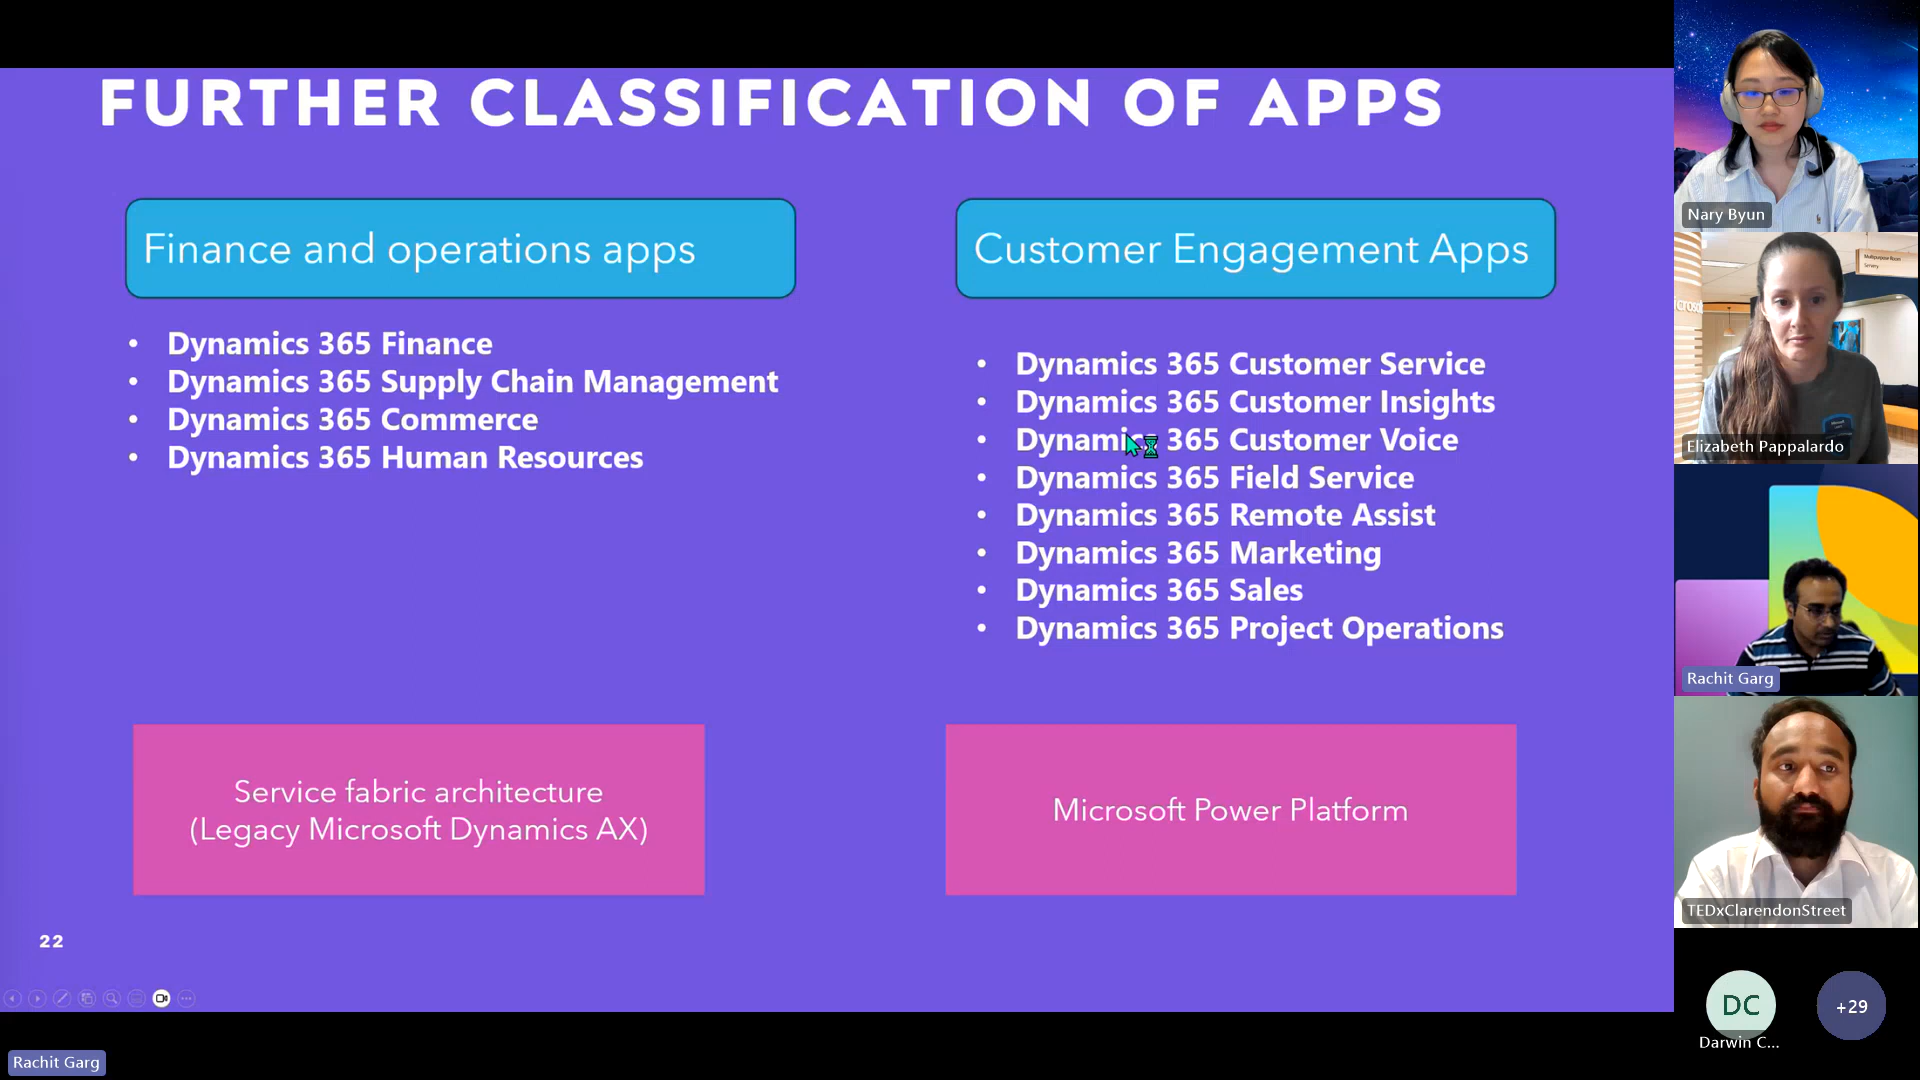 FURTHER CLASSIFICATION OF APPS
Finance and operations apps
• Dynamics 365 Finance
• Dynamics 365 Supply Chain Management
• Dynamics 365 Commerce
• Dynamics 365 Human Resources
Service fabric architecture
(Legacy Microsoft Dynamics AX)
Customer Engagement Apps
• Dynamics 365 Customer Service
• Dynamics 365 Customer Insights
• Dynamics 365 Customer Voice
• Dynamics 365 Field Service
• Dynamics 365 Remote Assist
• Dynamics 365 Marketing
• Dynamics 365 Sales
• Dynamics 365 Project Operations
Microsoft Power Platform
22
Rachit Garg
Nary Byun
Multipurpose Room
Servery
Elizabeth Pappalardo
Rachit Garg
TEDxClarendonStreet
DC
Darwin C...
+29